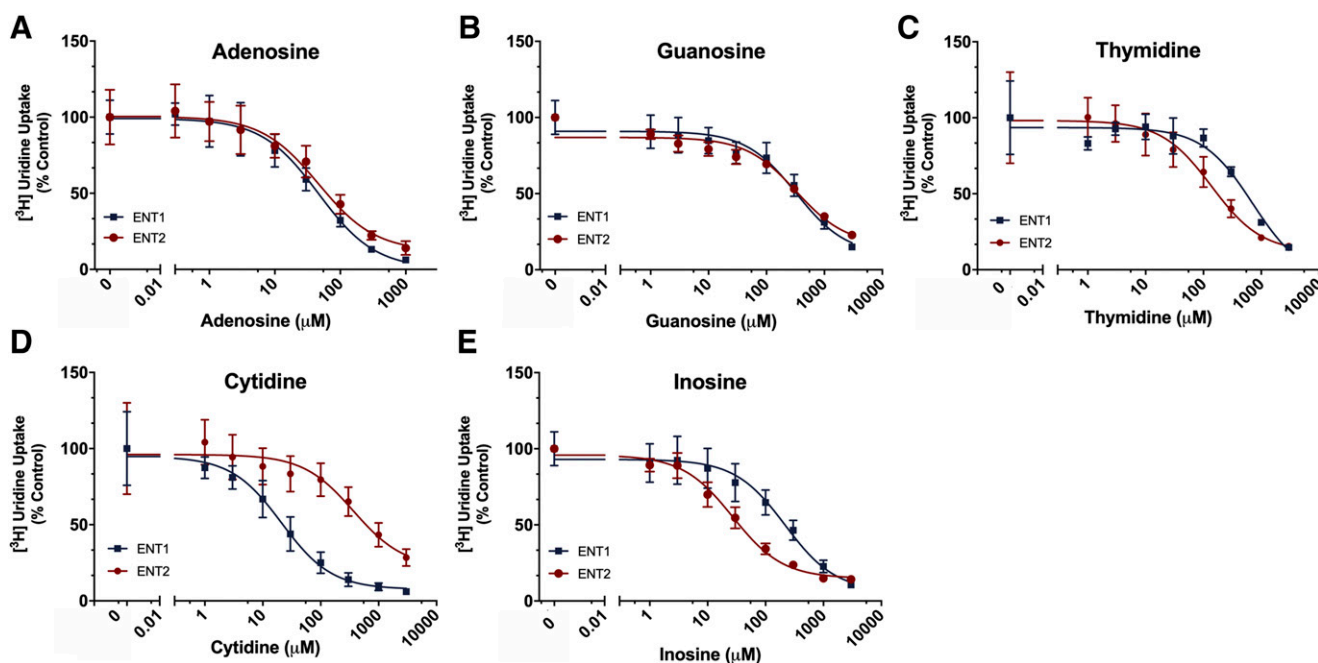 A
Adenosine
150
100
50
0
[³H] Uridine Uptake
(% Control)
ENT1
ENT2
0
0.01
1
10
100
1000
Adenosine (μM)
B
Guanosine
150
100
50
0
[³H] Uridine Uptake
(% Control)
ENT1
ENT2
0
0.01
1
10
100
1000
10000
Guanosine (μM)
C
Thymidine
150
100
50
0
[³H] Uridine Uptake
(% Control)
ENT1
ENT2
0
0.01
1
10
100
1000
10000
Thymidine (μM)
D
Cytidine
150
100
50
0
[³H] Uridine Uptake
(% Control)
ENT1
ENT2
0
0.01
1
10
100
1000
10000
Cytidine (μM)
E
Inosine
150
100
50
0
[³H] Uridine Uptake
(% Control)
ENT1
ENT2
0
0.01
1
10
100
1000
10000
Inosine (μM)